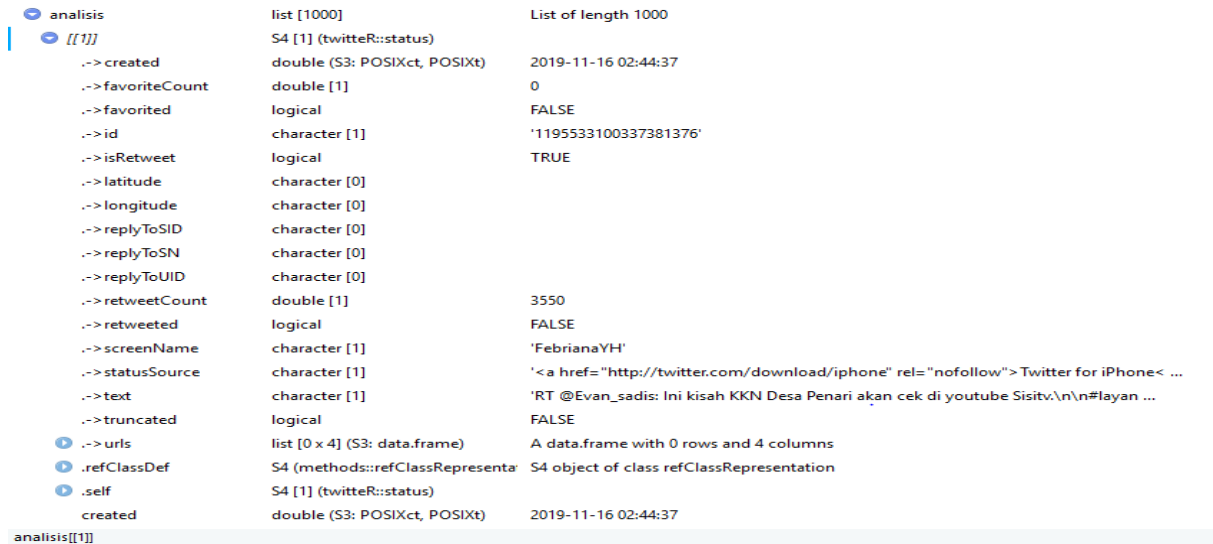 analisis list [1000] List of length 1000
[[1]] S4 [1] (twitteR::status)
.->created double (S3: POSIXct, POSIXt) 2019-11-16 02:44:37
.->favoriteCount double [1] 0
.->favorited logical FALSE
.->id character [1] '1195533100337381376'
.->isRetweet logical TRUE
.->latitude character [0]
.->longitude character [0]
.->replyToSID character [0]
.->replyToSN character [0]
.->replyToUID character [0]
.->retweetCount double [1] 3550
.->retweeted logical FALSE
.->screenName character [1] 'FebrianaYH'
.->statusSource character [1] '<a href="http://twitter.com/download/iphone" rel="nofollow">Twitter for iPhone< ...
.->text character [1] 'RT @Evan_sadis: Ini kisah KKN Desa Penari akan cek di youtube Sisitv.\n\n#layan ...
.->truncated logical FALSE
.->urls list [0 x 4] (S3: data.frame) A data.frame with 0 rows and 4 columns
.refClassDef S4 (methods::refClassRepresenta S4 object of class refClassRepresentation
.self S4 [1] (twitteR::status)
created double (S3: POSIXct, POSIXt) 2019-11-16 02:44:37
analisis[[1]]